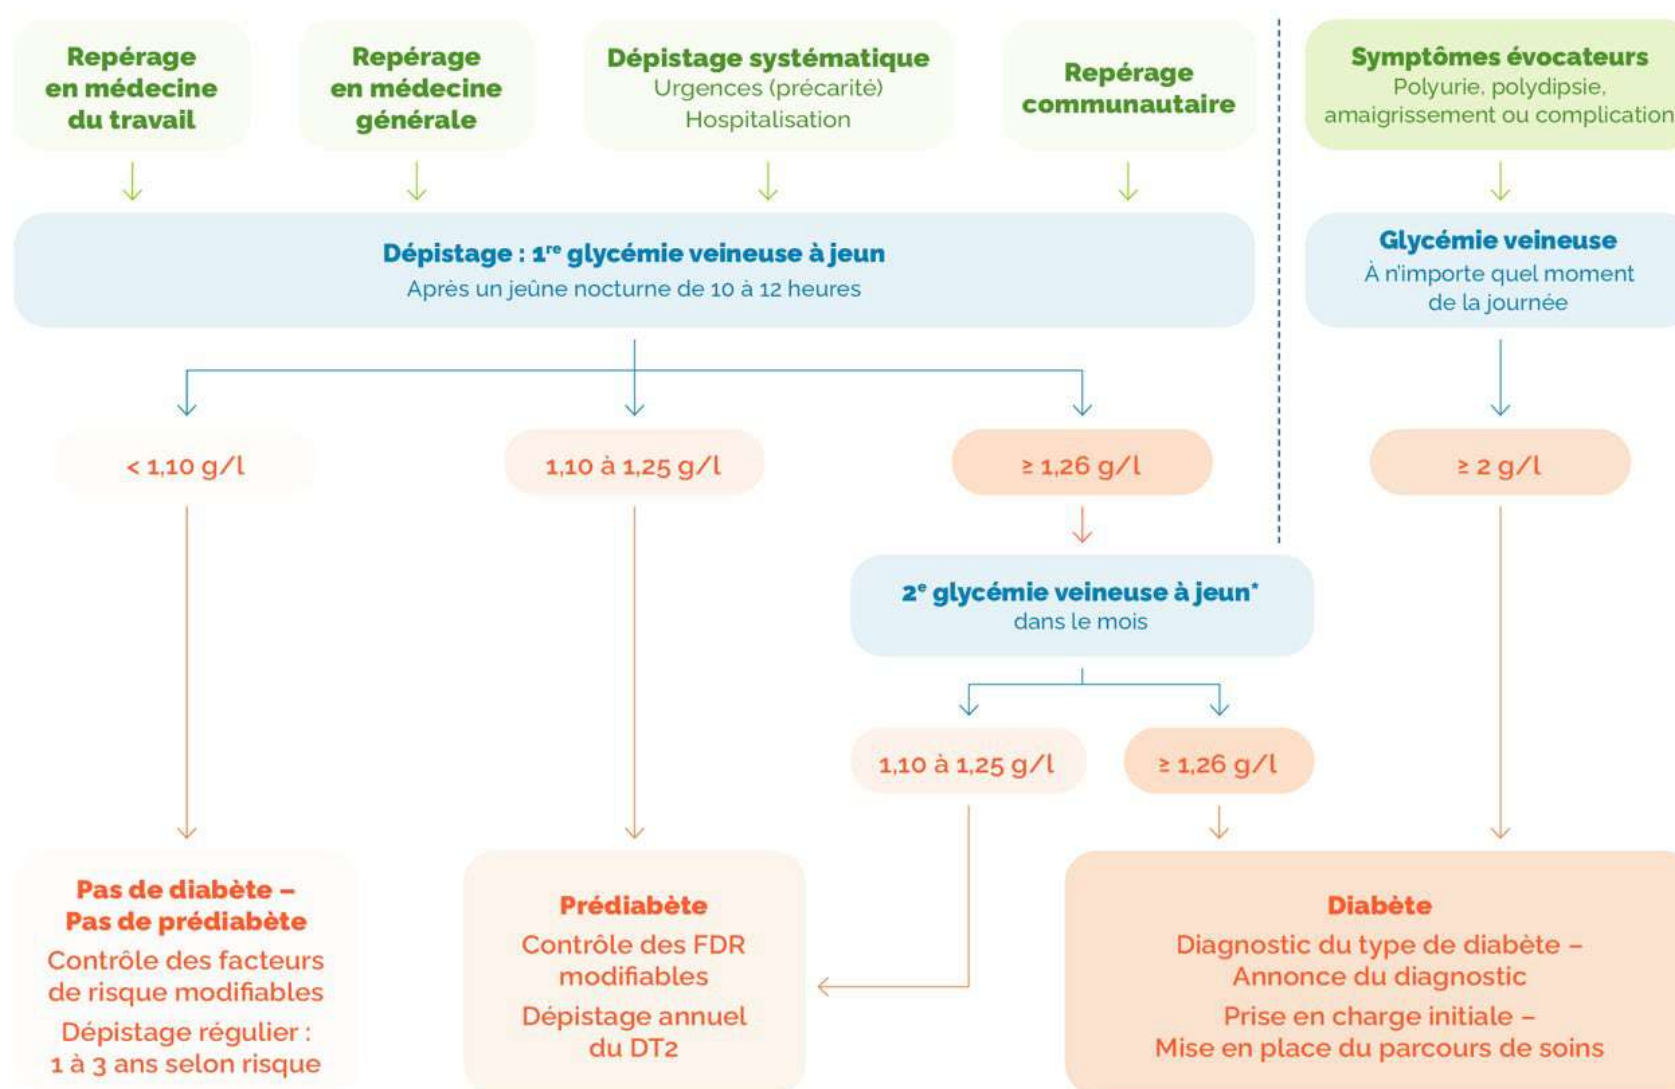 Repérage
en médecine
du travail
Repérage
en médecine
générale
Dépistage systématique
Urgences (précarité)
Hospitalisation
Repérage
communautaire
Symptômes évocateurs
Polyurie, polydipsie,
amaigrissement ou complication
Dépistage : 1re glycémie veineuse à jeun
Après un jeûne nocturne de 10 à 12 heures
Glycémie veineuse
À n'importe quel moment
de la journée
< 1,10 g/l
1,10 à 1,25 g/l
≥ 1,26 g/l
≥ 2 g/l
2e glycémie veineuse à jeun*
dans le mois
1,10 à 1,25 g/l
≥ 1,26 g/l
Pas de diabète –
Pas de prédiabète
Contrôle des facteurs
de risque modifiables
Dépistage régulier :
1 à 3 ans selon risque
Prédiabète
Contrôle des FDR
modifiables
Dépistage annuel
du DT2
Diabète
Diagnostic du type de diabète –
Annonce du diagnostic
Prise en charge initiale –
Mise en place du parcours de soins